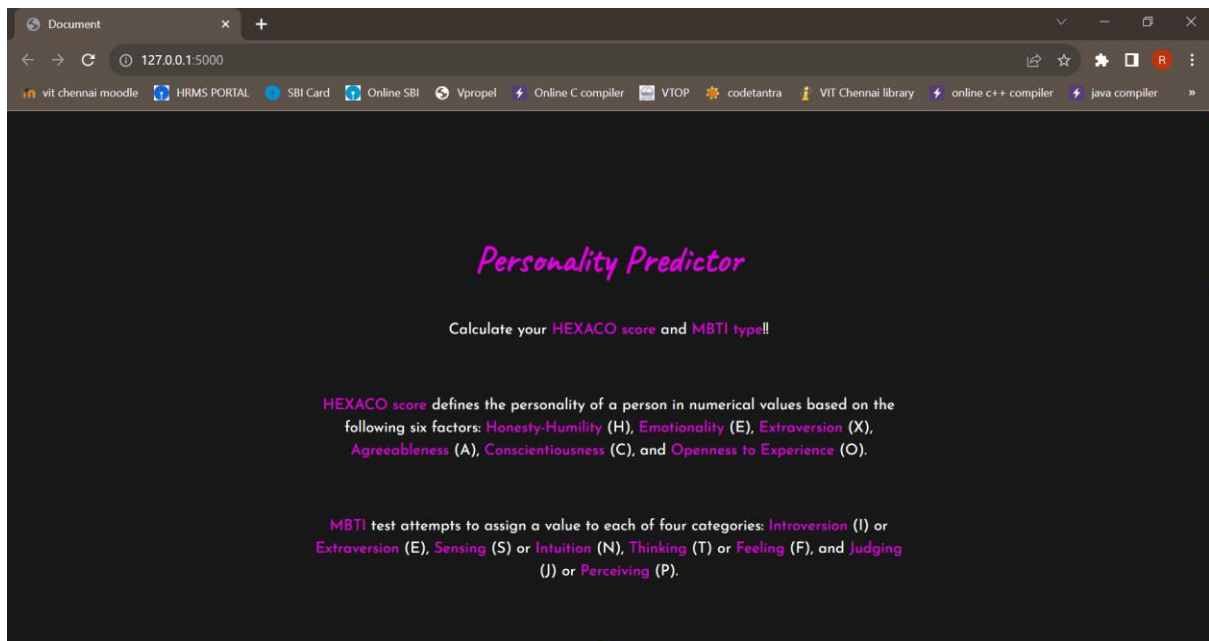 Document
127.0.0.1:5000
R
in vit chennai moodle HRMS PORTAL SBI Card Online SBI Vpropel Online C compiler VTOP codetantra VIT Chennai library online c++ compiler java compiler »
Personality Predictor
Calculate your HEXACO score and MBTI type!!
HEXACO score defines the personality of a person in numerical values based on the
following six factors: Honesty-Humility (H), Emotionality (E), Extraversion (X),
Agreeableness (A), Conscientiousness (C), and Openness to Experience (O).
MBTI test attempts to assign a value to each of four categories: Introversion (I) or
Extraversion (E), Sensing (S) or Intuition (N), Thinking (T) or Feeling (F), and Judging
(J) or Perceiving (P).